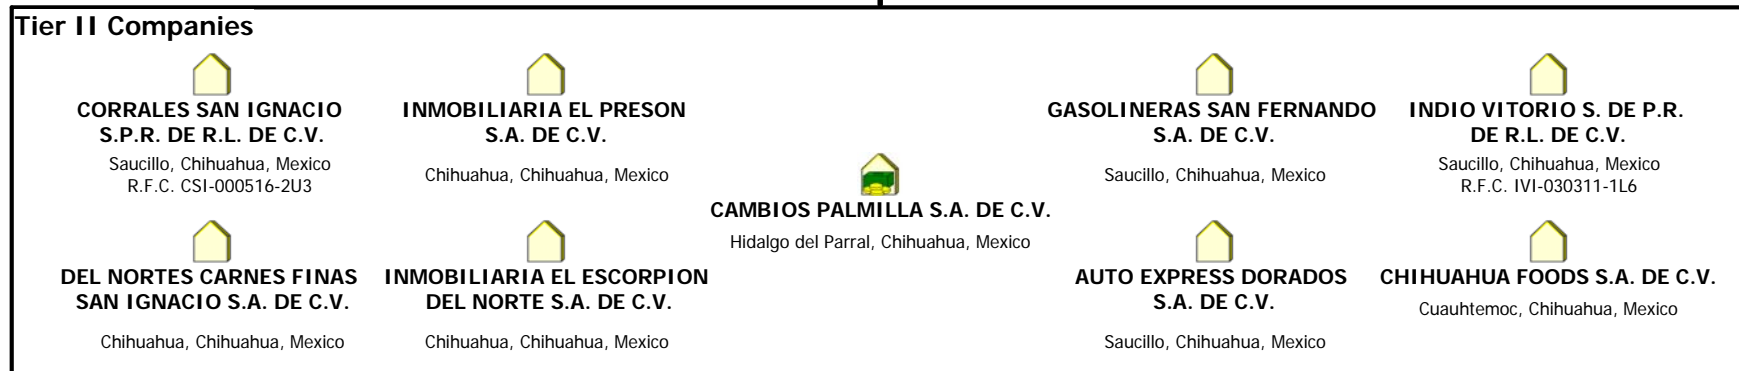 Tier II Companies
CORRALES SAN IGNACIO
S.P.R. DE R.L. DE C.V.
Saucillo, Chihuahua, Mexico
R.F.C. CSI-000516-2U3
INMOBILIARIA EL PRESON
S.A. DE C.V.
Chihuahua, Chihuahua, Mexico
CAMBIOS PALMILLA S.A. DE C.V.
Hidalgo del Parral, Chihuahua, Mexico
GASOLINERAS SAN FERNANDO
S.A. DE C.V.
Saucillo, Chihuahua, Mexico
INDIO VITORIO S. DE P.R.
DE R.L. DE C.V.
Saucillo, Chihuahua, Mexico
R.F.C. IVI-030311-1L6
DEL NORTES CARNES FINAS
SAN IGNACIO S.A. DE C.V.
Chihuahua, Chihuahua, Mexico
INMOBILIARIA EL ESCORPION
DEL NORTE S.A. DE C.V.
Chihuahua, Chihuahua, Mexico
AUTO EXPRESS DORADOS
S.A. DE C.V.
Saucillo, Chihuahua, Mexico
CHIHUAHUA FOODS S.A. DE C.V.
Cuauhtemoc, Chihuahua, Mexico